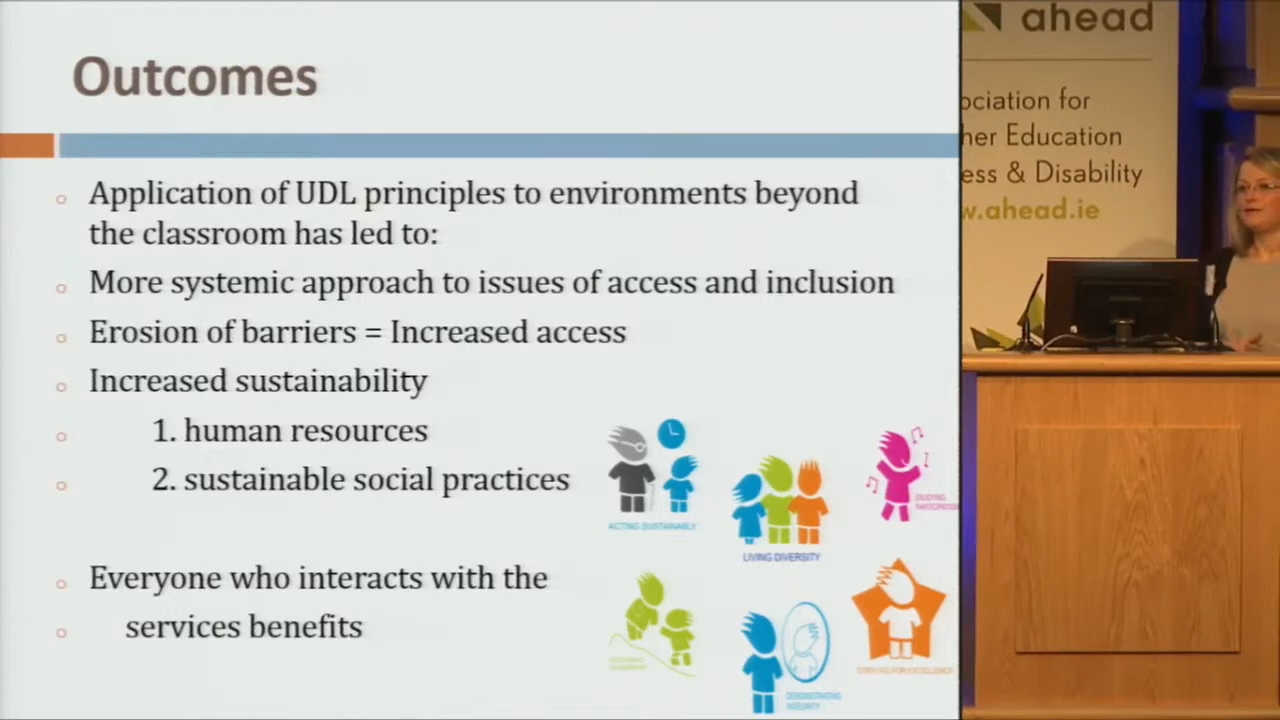 Outcomes
Application of UDL principles to environments beyond
the classroom has led to:
More systemic approach to issues of access and inclusion
Erosion of barriers = Increased access
Increased sustainability
1. human resources
2. sustainable social practices
Everyone who interacts with the
services benefits
ACTING SUSTAINABLY
LIVING DIVERSITY
ENJOYING
PARTICIPATION
DEMONSTRATING
INTEGRITY
STRIVING FOR EXCELLENCE
ahead
ociation for
her Education
ess & Disability
w.ahead.ie